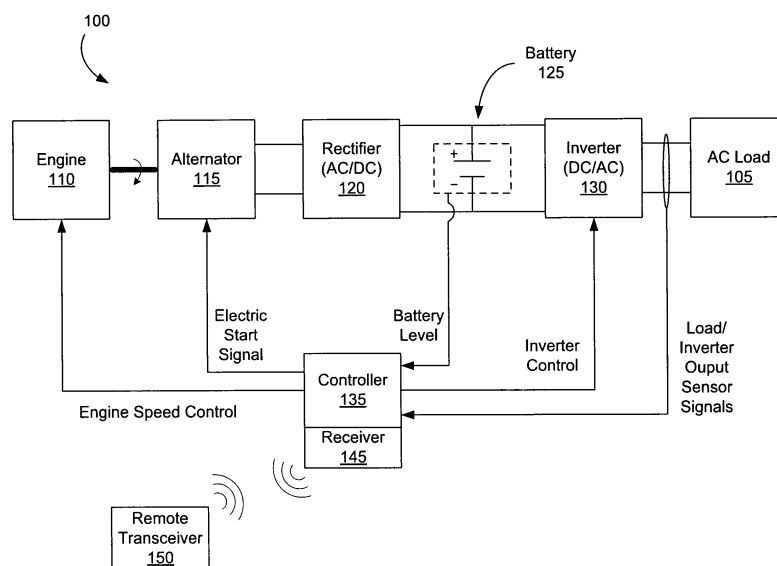 100
Battery
125
Engine
110
Alternator
115
Rectifier
(AC/DC)
120
+
−
Inverter
(DC/AC)
130
AC Load
105
Electric
Start
Signal
Battery
Level
Inverter
Control
Load/
Inverter
Ouput
Sensor
Signals
Engine Speed Control
Controller
135
Receiver
145
Remote
Transceiver
150